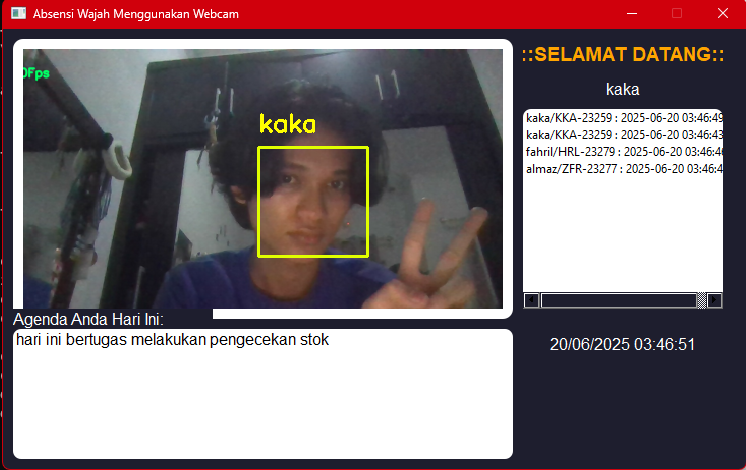 Absensi Wajah Menggunakan Webcam
::SELAMAT DATANG::
kaka
0Fps
kaka
kaka/KKA-23259 : 2025-06-20 03:46:49
kaka/KKA-23259 : 2025-06-20 03:46:43
fahril/HRL-23279 : 2025-06-20 03:46:4
almaz/ZFR-23277 : 2025-06-20 03:46:4
Agenda Anda Hari Ini:
hari ini bertugas melakukan pengecekan stok
20/06/2025 03:46:51